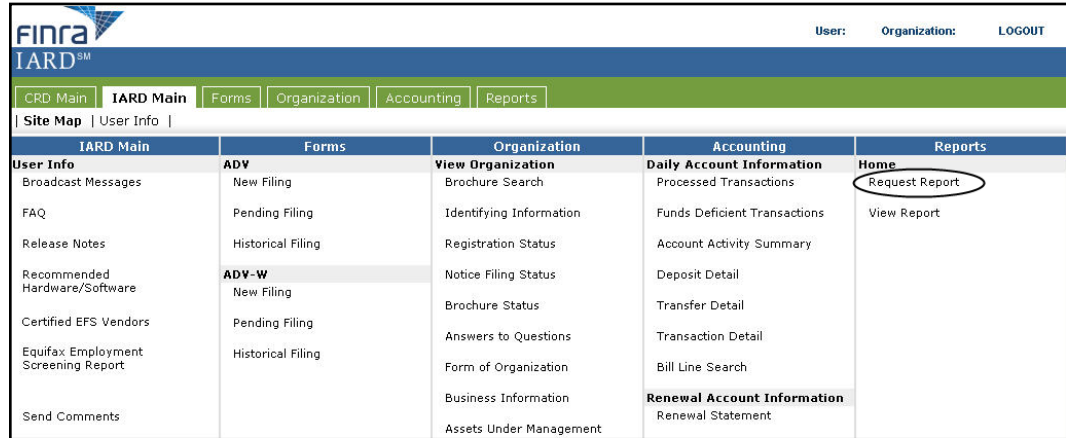 Finra
User: Organization: LOGOUT
IARD℠
CRD Main IARD Main Forms Organization Accounting Reports
| Site Map | User Info |
IARD Main
User Info
Broadcast Messages
FAQ
Release Notes
Recommended
Hardware/Software
Certified EFS Vendors
Equifax Employment
Screening Report
Send Comments
Forms
ADV
New Filing
Pending Filing
Historical Filing
ADV-W
New Filing
Pending Filing
Historical Filing
Organization
View Organization
Brochure Search
Identifying Information
Registration Status
Notice Filing Status
Brochure Status
Answers to Questions
Form of Organization
Business Information
Assets Under Management
Accounting
Daily Account Information
Processed Transactions
Funds Deficient Transactions
Account Activity Summary
Deposit Detail
Transfer Detail
Transaction Detail
Bill Line Search
Renewal Account Information
Renewal Statement
Reports
Home
Request Report
View Report